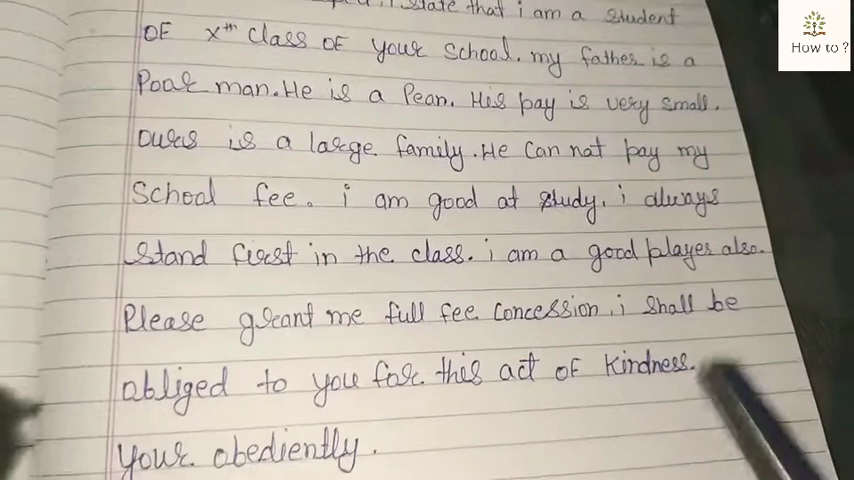 i state that i am a student
OF Xth class OF your School. my father is a
Poor man. He is a Pean. His pay is very small.
ours is a large family. He can not pay my
School fee. i am good at study. i always
stand first in the class. i am a good player also.
Please grant me full fee concession. i shall be
obliged to you for this act OF kindness.
your obediently.
How to ?